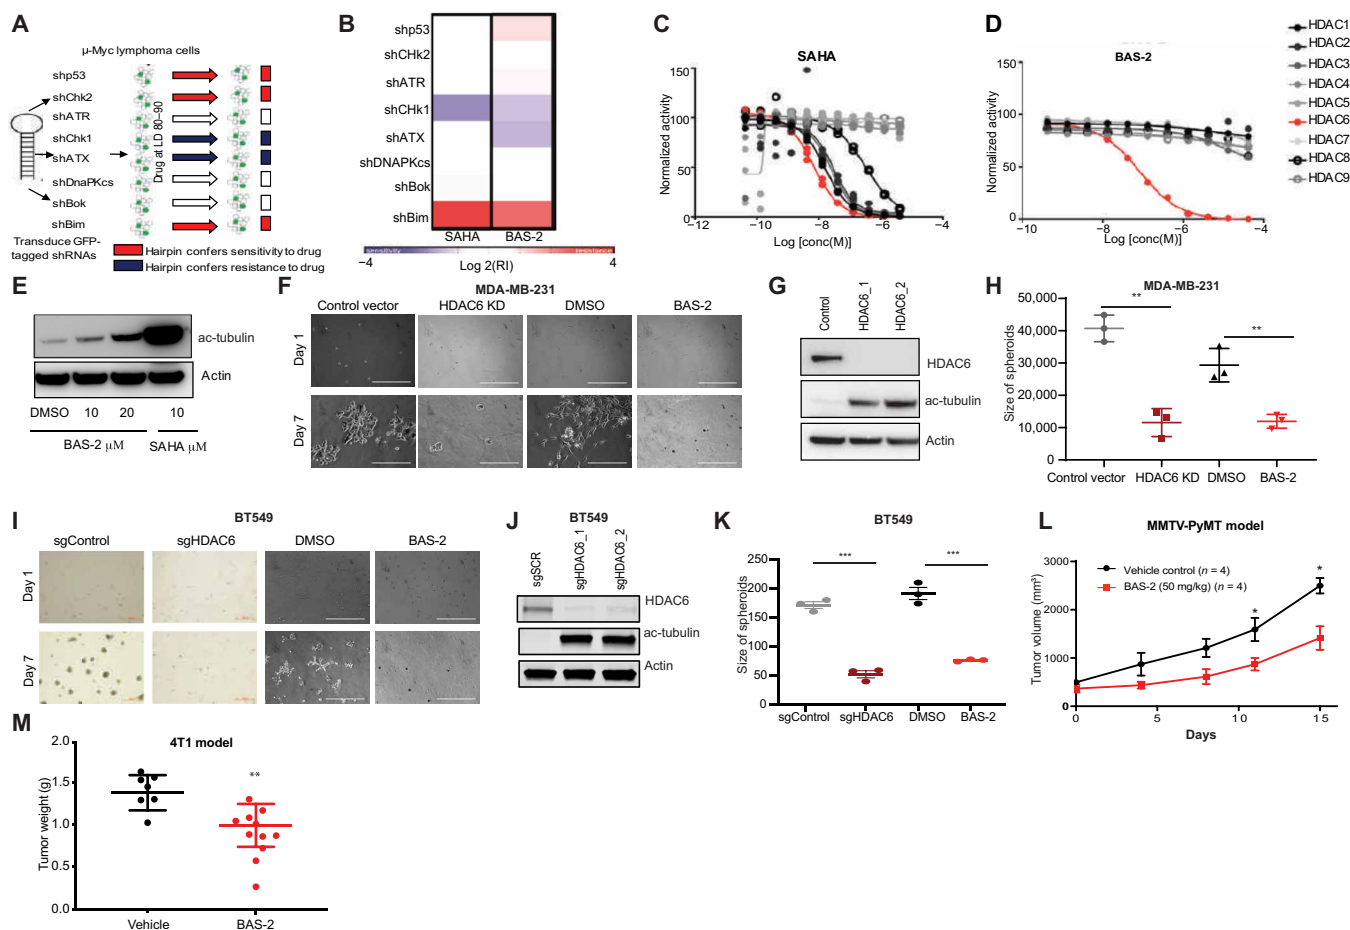 A
μ-Myc lymphoma cells
shp53
shChk2
shATR
shChk1
shATX
shDnaPKcs
shBok
shBim
Drug at LD 80–90
Transduce GFP-
tagged shRNAs
Hairpin confers sensitivity to drug
Hairpin confers resistance to drug
B
shp53
shCHk2
shATR
shCHk1
shATX
shDNAPKcs
shBok
shBim
SAHA
BAS-2
sensitivity
−4
Log 2(RI)
4
C
SAHA
Normalized activity
150
100
50
0
−12
−10
−8
−6
−4
Log [conc(M)]
D
BAS-2
Normalized activity
150
100
50
0
−10
−8
−6
−4
Log [conc(M)]
HDAC1
HDAC2
HDAC3
HDAC4
HDAC5
HDAC6
HDAC7
HDAC8
HDAC9
E
ac-tubulin
Actin
DMSO 10 20 10
BAS-2 μM SAHA μM
F
MDA-MB-231
Control vector HDAC6 KD DMSO BAS-2
Day 1
Day 7
G
Control
HDAC6_1
HDAC6_2
HDAC6
ac-tubulin
Actin
H
MDA-MB-231
Size of spheroids
50,000
40,000
30,000
20,000
10,000
0
**
**
Control vector HDAC6 KD DMSO BAS-2
I
BT549
sgControl sgHDAC6 DMSO BAS-2
Day 1
Day 7
J
BT549
sgSCR
sgHDAC6_1
sgHDAC6_2
HDAC6
ac-tubulin
Actin
K
BT549
Size of spheroids
250
200
150
100
50
0
***
***
sgControl sgHDAC6 DMSO BAS-2
L
MMTV-PyMT model
Tumor volume (mm³)
3000
2000
1000
0
Vehicle control (n = 4)
BAS-2 (50 mg/kg) (n = 4)
*
*
0 5 10 15
Days
M
4T1 model
Tumor weight (g)
2.0
1.5
1.0
0.5
0.0
**
Vehicle BAS-2